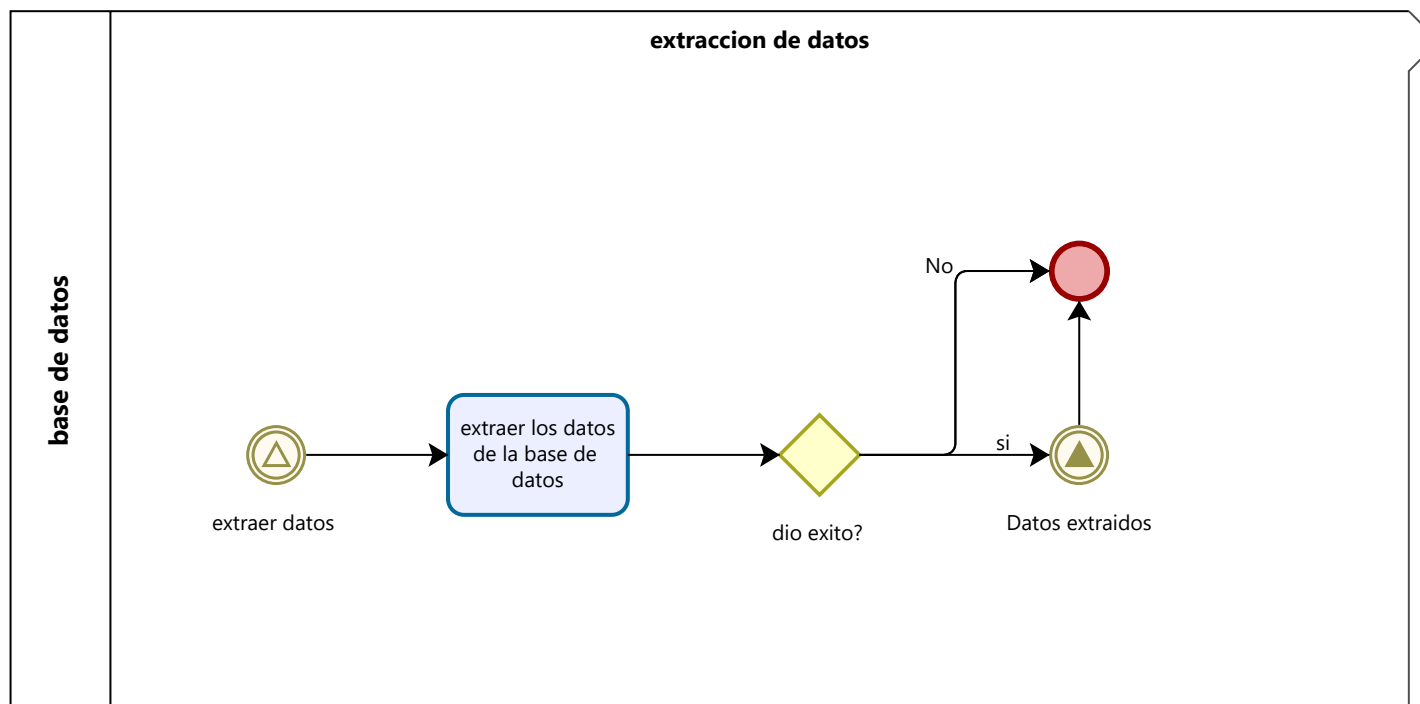 extraccion de datos
base de datos
extraer datos
extraer los datos
de la base de
datos
dio exito?
No
si
Datos extraidos